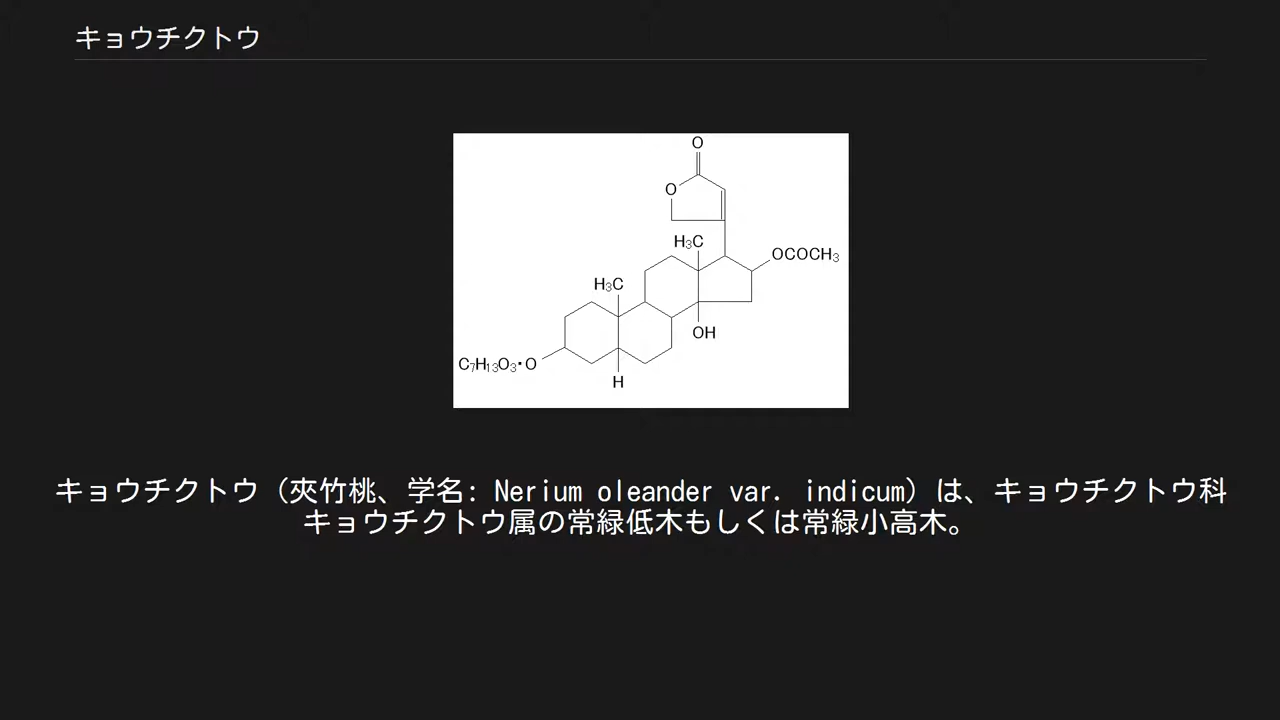 キョウチクトウ
O
O
H₃C
OCOCH₃
H₃C
OH
C₇H₁₃O₃·O
H
キョウチクトウ（夾竹桃、学名: Nerium oleander var. indicum）は、キョウチクトウ科
キョウチクトウ属の常緑低木もしくは常緑小高木。